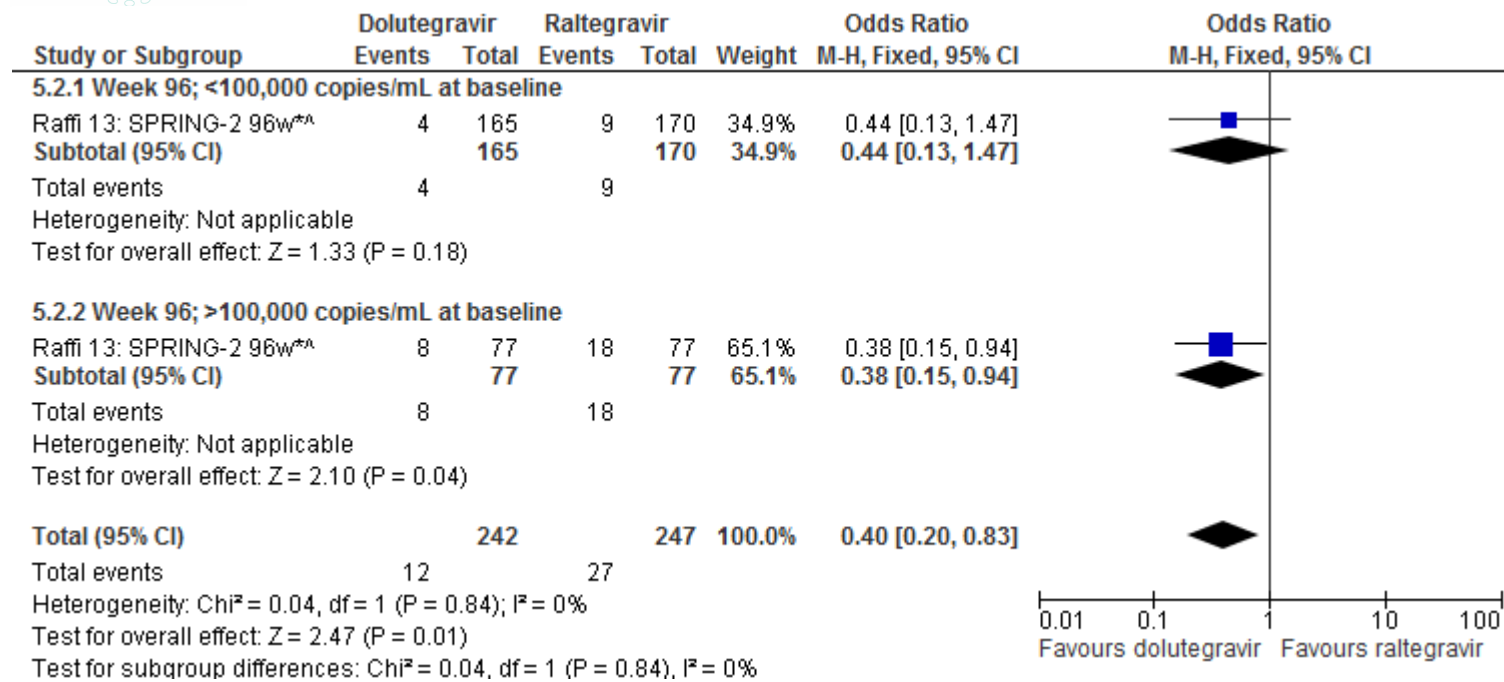 Dolutegravir Raltegravir Odds Ratio Odds Ratio
Study or Subgroup Events Total Events Total Weight M-H, Fixed, 95% CI M-H, Fixed, 95% CI
5.2.1 Week 96; <100,000 copies/mL at baseline
Raffi 13: SPRING-2 96w*^ 4 165 9 170 34.9% 0.44 [0.13, 1.47]
Subtotal (95% CI) 165 170 34.9% 0.44 [0.13, 1.47]
Total events 4 9
Heterogeneity: Not applicable
Test for overall effect: Z = 1.33 (P = 0.18)
5.2.2 Week 96; >100,000 copies/mL at baseline
Raffi 13: SPRING-2 96w*^ 8 77 18 77 65.1% 0.38 [0.15, 0.94]
Subtotal (95% CI) 77 77 65.1% 0.38 [0.15, 0.94]
Total events 8 18
Heterogeneity: Not applicable
Test for overall effect: Z = 2.10 (P = 0.04)
Total (95% CI) 242 247 100.0% 0.40 [0.20, 0.83]
Total events 12 27
Heterogeneity: Chi² = 0.04, df = 1 (P = 0.84); I² = 0%
Test for overall effect: Z = 2.47 (P = 0.01)
Test for subgroup differences: Chi² = 0.04, df = 1 (P = 0.84), I² = 0%
0.01 0.1 1 10 100
Favours dolutegravir Favours raltegravir